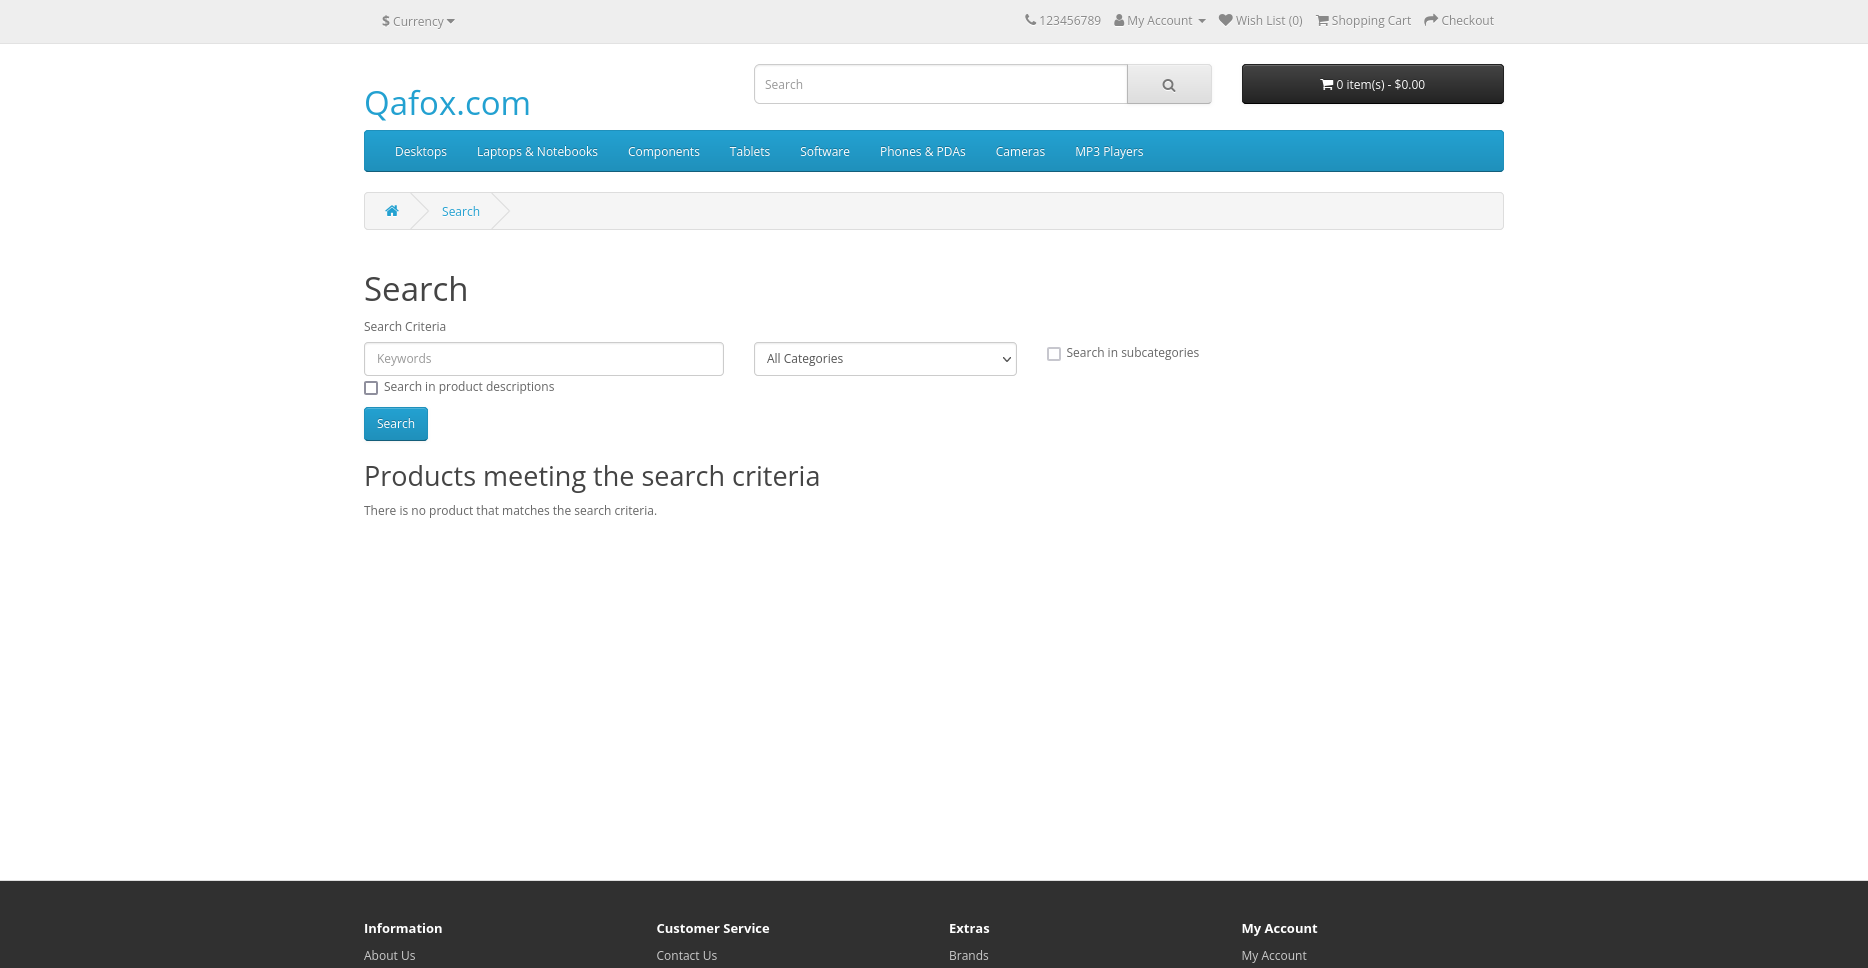 $ Currency
123456789 My Account Wish List (0) Shopping Cart Checkout
Qafox.com
Search
0 item(s) - $0.00
Desktops Laptops & Notebooks Components Tablets Software Phones & PDAs Cameras MP3 Players
Search
Search
Search Criteria
Keywords All Categories Search in subcategories
Search in product descriptions
Search
Products meeting the search criteria
There is no product that matches the search criteria.
Information Customer Service Extras My Account
About Us Contact Us Brands My Account